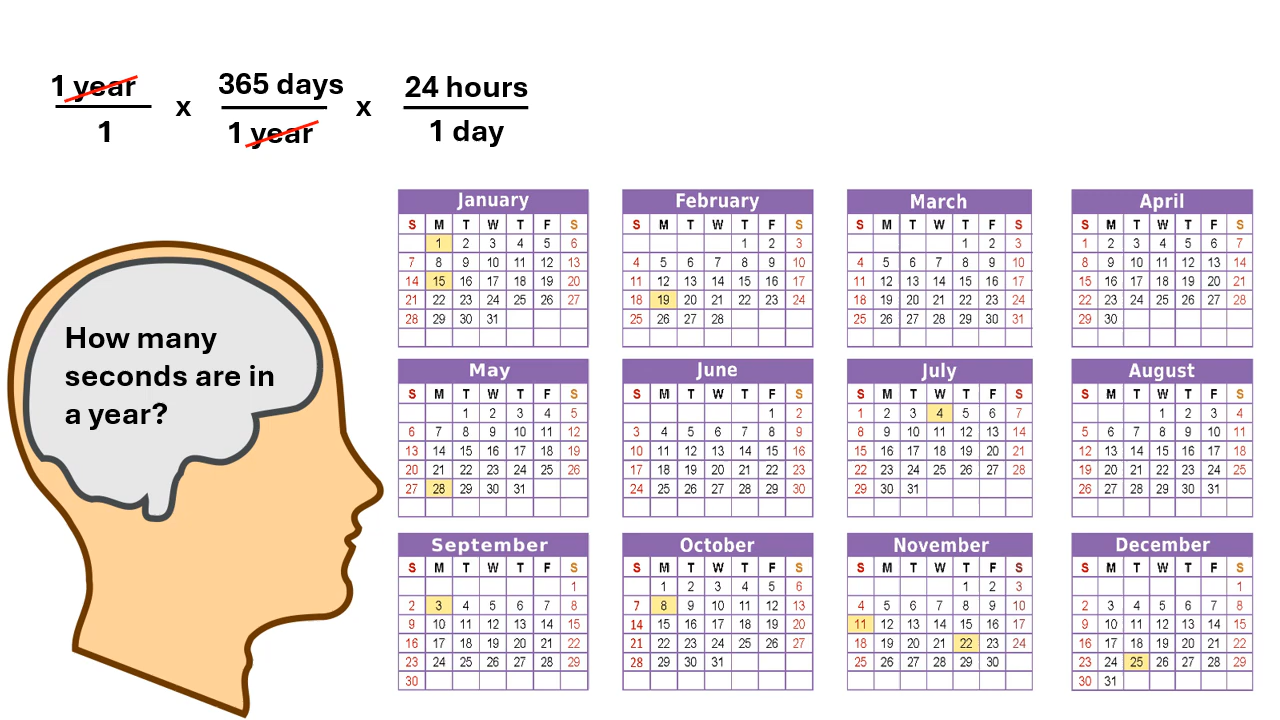 1 year x 365 days x 24 hours
1 1 year 1 day
How many
seconds are in
a year?
January February March April
S M T W T F S S M T W T F S S M T W T F S S M T W T F S
1 2 3 4 5 6 1 2 3 1 2 3 1 2 3 4 5 6 7
7 8 9 10 11 12 13 4 5 6 7 8 9 10 4 5 6 7 8 9 10 8 9 10 11 12 13 14
14 15 16 17 18 19 20 11 12 13 14 15 16 17 11 12 13 14 15 16 17 15 16 17 18 19 20 21
21 22 23 24 25 26 27 18 19 20 21 22 23 24 18 19 20 21 22 23 24 22 23 24 25 26 27 28
28 29 30 31 25 26 27 28 25 26 27 28 29 30 31 29 30
May June July August
S M T W T F S S M T W T F S S M T W T F S S M T W T F S
1 2 3 4 5 1 2 1 2 3 4 5 6 7 1 2 3 4
6 7 8 9 10 11 12 3 4 5 6 7 8 9 8 9 10 11 12 13 14 5 6 7 8 9 10 11
13 14 15 16 17 18 19 10 11 12 13 14 15 16 15 16 17 18 19 20 21 12 13 14 15 16 17 18
20 21 22 23 24 25 26 17 18 19 20 21 22 23 22 23 24 25 26 27 28 19 20 21 22 23 24 25
27 28 29 30 31 24 25 26 27 28 29 30 29 30 31 26 27 28 29 30 31
September October November December
S M T W T F S S M T W T F S S M T W T F S S M T W T F S
1 1 2 3 4 5 6 1 2 3 1
2 3 4 5 6 7 8 7 8 9 10 11 12 13 4 5 6 7 8 9 10 2 3 4 5 6 7 8
9 10 11 12 13 14 15 14 15 16 17 18 19 20 11 12 13 14 15 16 17 9 10 11 12 13 14 15
16 17 18 19 20 21 22 21 22 23 24 25 26 27 18 19 20 21 22 23 24 16 17 18 19 20 21 22
23 24 25 26 27 28 29 28 29 30 31 25 26 27 28 29 30 23 24 25 26 27 28 29
30 30 31